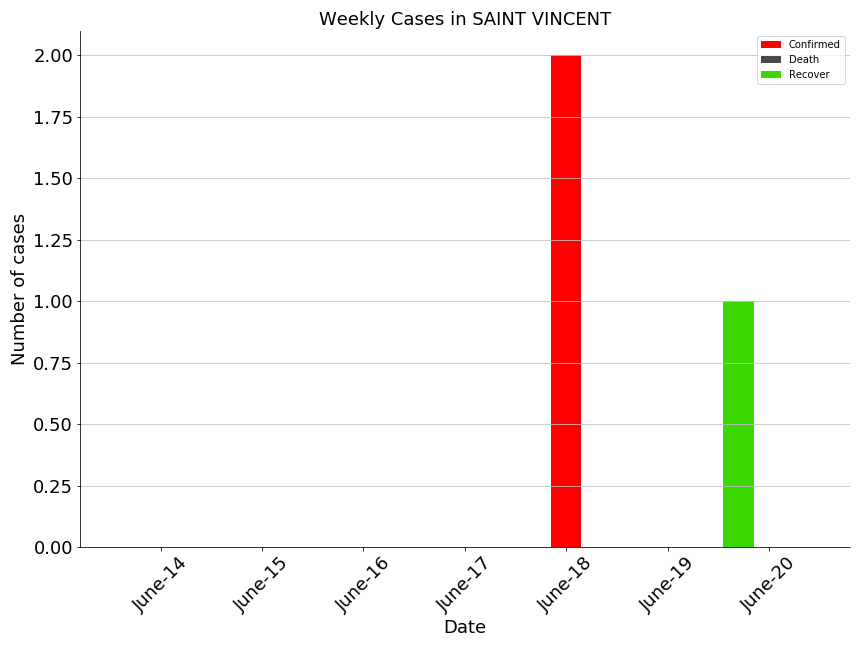 Weekly Cases in SAINT VINCENT
Confirmed
Death
Recover
Number of cases
2.00
1.75
1.50
1.25
1.00
0.75
0.50
0.25
0.00
June-14
June-15
June-16
June-17
June-18
June-19
June-20
Date